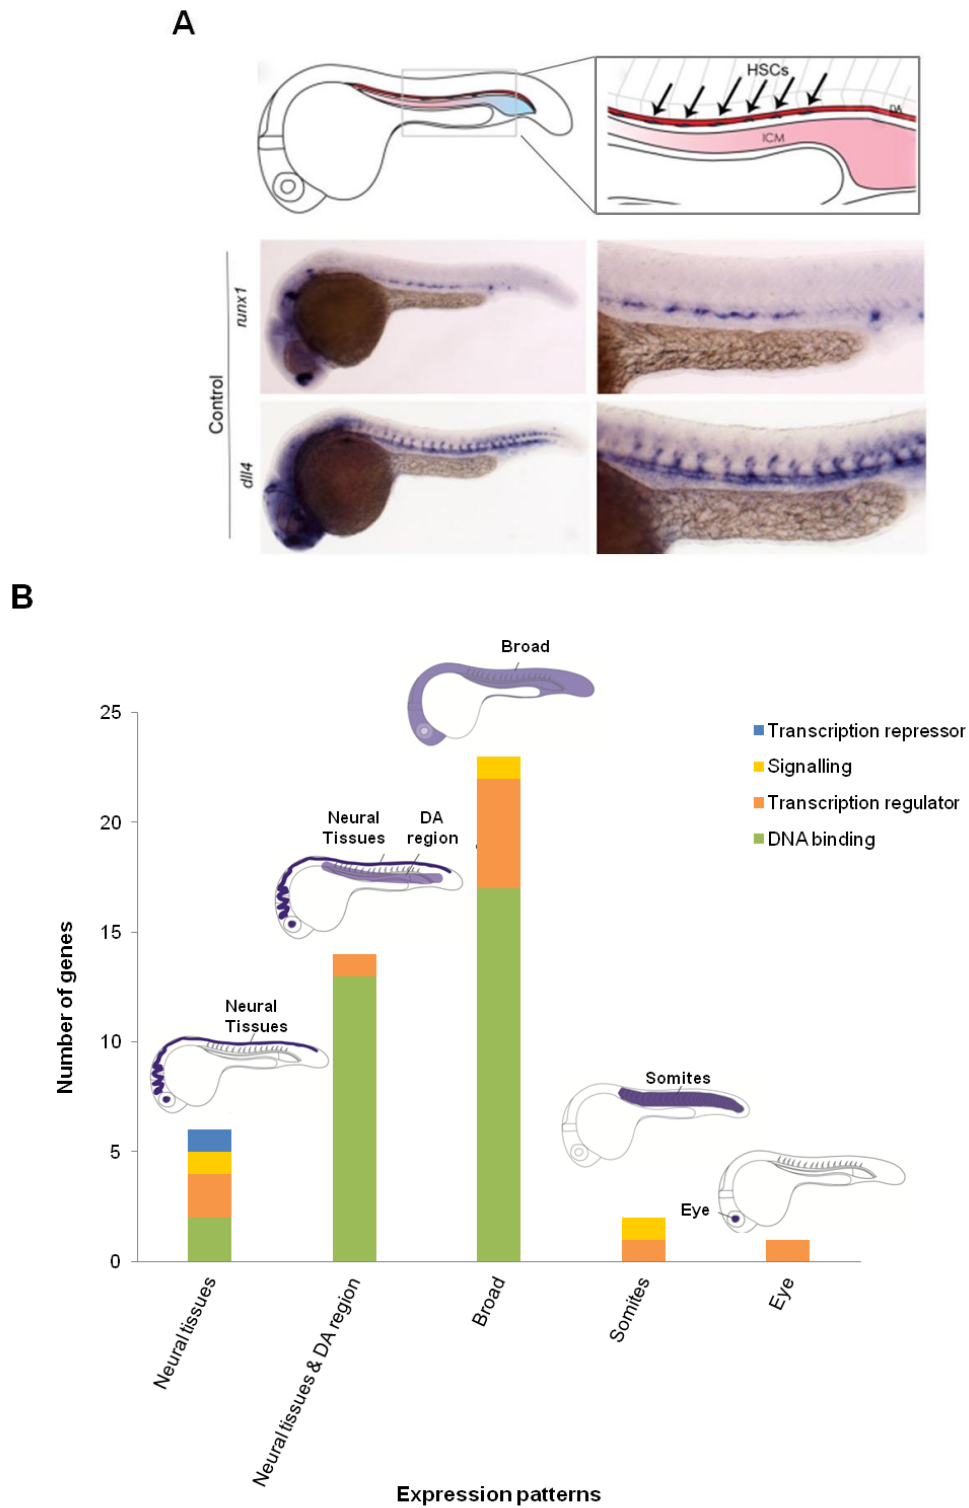 A
HSCs
DA
ICM
Control
runx1
dll4
B
Broad
25
20
15
10
5
0
Number of genes
Transcription repressor
Signalling
Transcription regulator
DNA binding
Neural
Tissues
DA
region
Neural
Tissues
Somites
Eye
Neural tissues
Neural tissues & DA region
Broad
Somites
Eye
Expression patterns